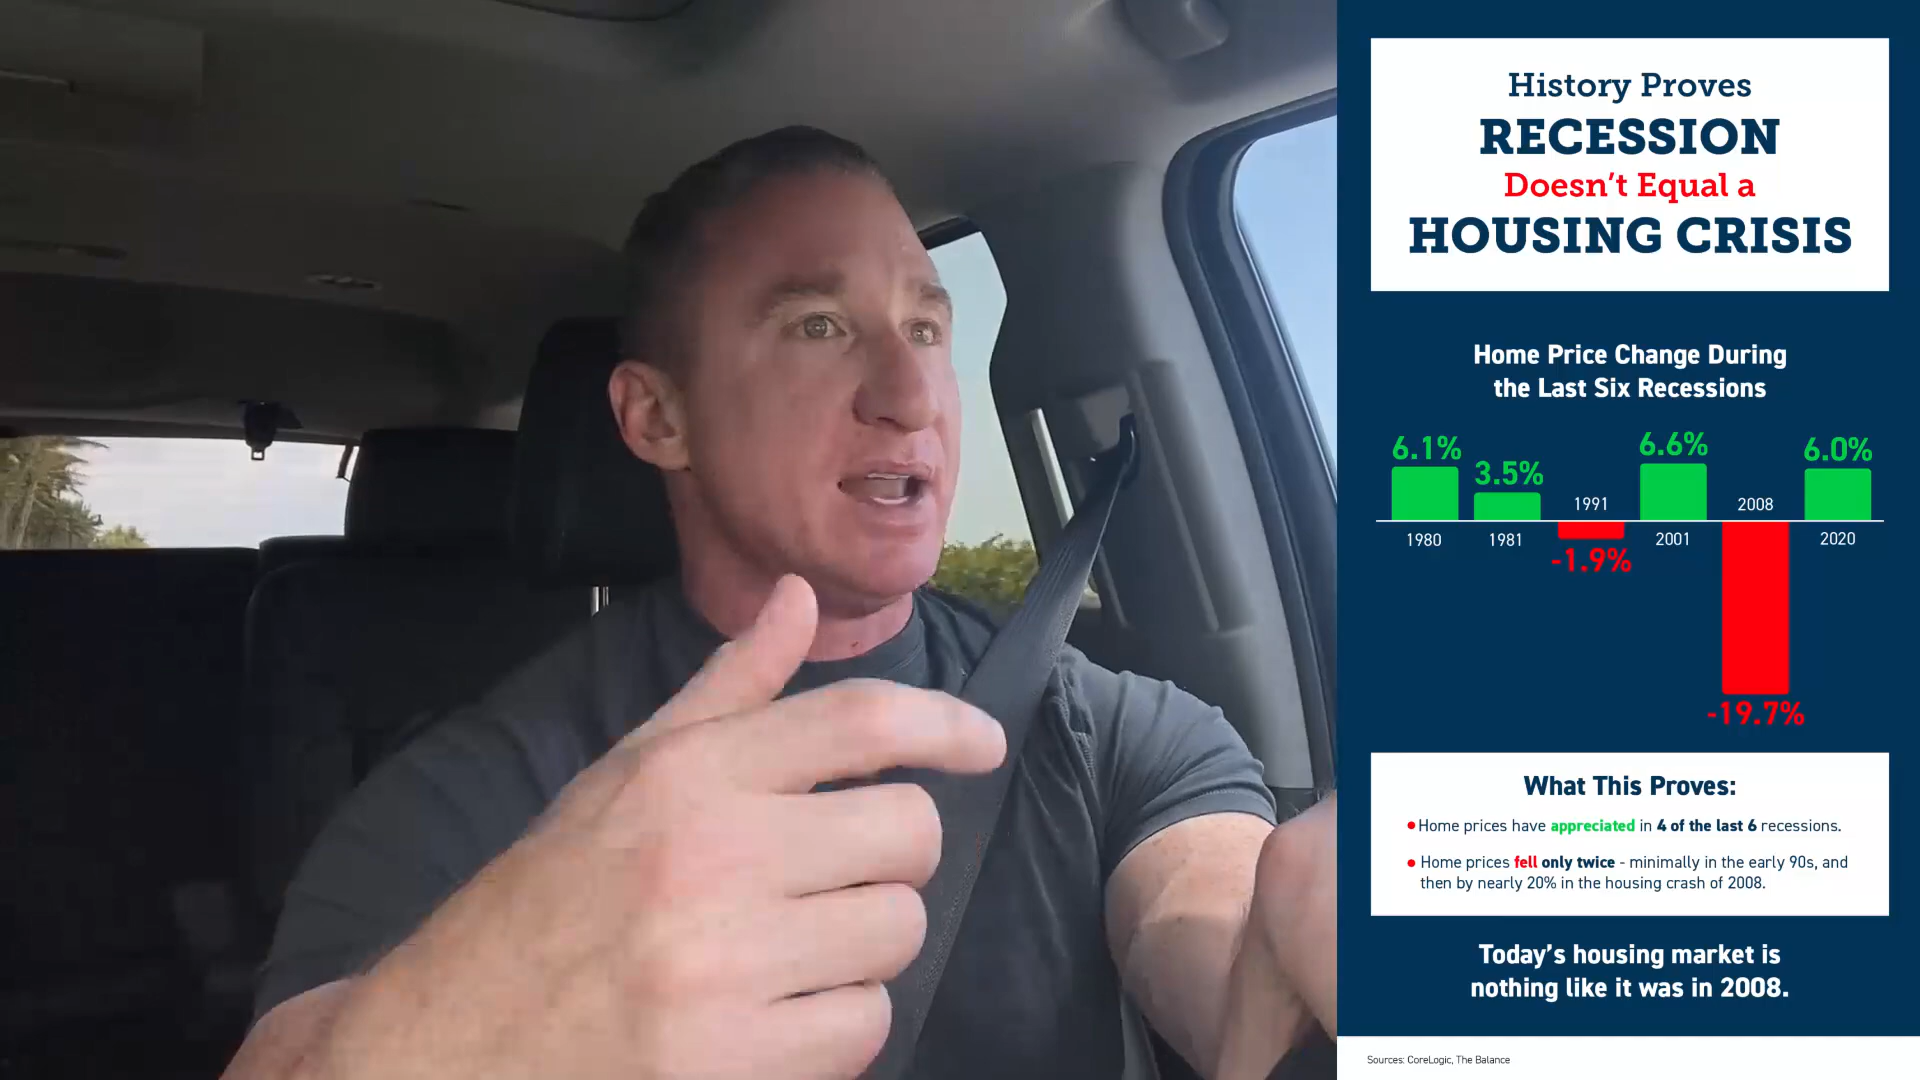 History Proves
RECESSION
Doesn't Equal a
HOUSING CRISIS
Home Price Change During
the Last Six Recessions
6.1%
3.5%
1991
6.6%
2008
6.0%
1980
1981
-1.9%
2001
2020
-19.7%
What This Proves:
• Home prices have appreciated in 4 of the last 6 recessions.
• Home prices fell only twice - minimally in the early 90s, and
then by nearly 20% in the housing crash of 2008.
Today's housing market is
nothing like it was in 2008.
Sources: CoreLogic, The Balance